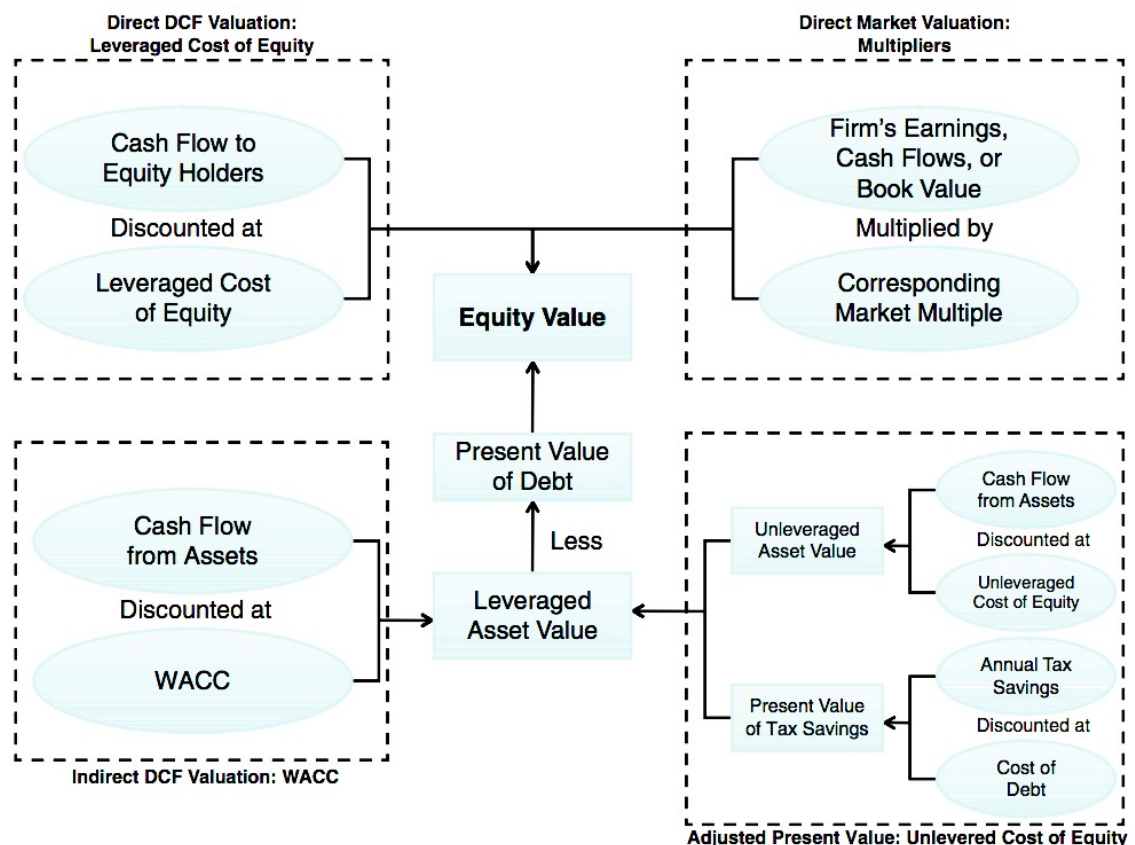 Direct DCF Valuation:
Leveraged Cost of Equity
Cash Flow to
Equity Holders
Discounted at
Leveraged Cost
of Equity
Direct Market Valuation:
Multipliers
Firm's Earnings,
Cash Flows, or
Book Value
Multiplied by
Corresponding
Market Multiple
Equity Value
Present Value
of Debt
Less
Leveraged
Asset Value
Cash Flow
from Assets
Discounted at
WACC
Indirect DCF Valuation: WACC
Unleveraged
Asset Value
Cash Flow
from Assets
Discounted at
Unleveraged
Cost of Equity
Present Value
of Tax Savings
Annual Tax
Savings
Discounted at
Cost of
Debt
Adjusted Present Value: Unlevered Cost of Equity